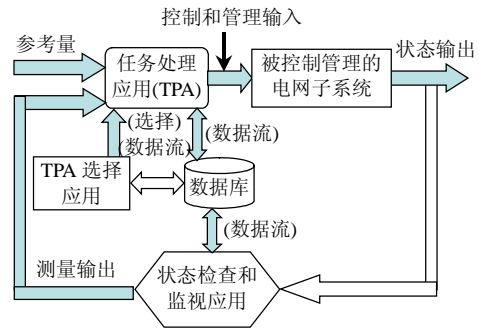 控制和管理输入
参考量
任务处理
应用(TPA)
被控制管理的
电网子系统
状态输出
(选择)
(数据流)
(数据流)
TPA 选择
应用
数据库
(数据流)
测量输出
状态检查和
监视应用